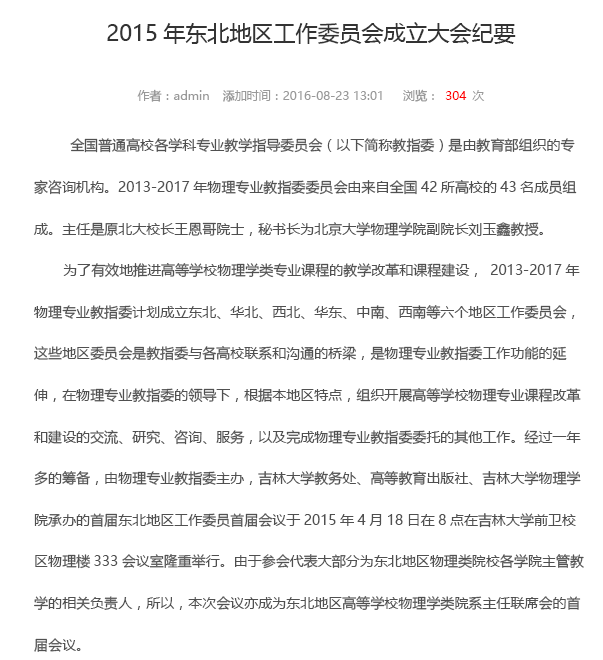 2015年东北地区工作委员会成立大会纪要
作者：admin 添加时间：2016-08-23 13:01 浏览： 304 次
全国普通高校各学科专业教学指导委员会（以下简称教指委）是由教育部组织的专
家咨询机构。2013-2017年物理专业教指委委员会由来自全国42所高校的43名成员组
成。主任是原北大校长王恩哥院士，秘书长为北京大学物理学院副院长刘玉鑫教授。
为了有效地推进高等学校物理学类专业课程的教学改革和课程建设， 2013-2017年
物理专业教指委计划成立东北、华北、西北、华东、中南、西南等六个地区工作委员会，
这些地区委员会是教指委与各高校联系和沟通的桥梁，是物理专业教指委工作功能的延
伸，在物理专业教指委的领导下，根据本地区特点，组织开展高等学校物理专业课程改革
和建设的交流、研究、咨询、服务，以及完成物理专业教指委委托的其他工作。经过一年
多的筹备，由物理专业教指委主办，吉林大学教务处、高等教育出版社、吉林大学物理学
院承办的首届东北地区工作委员首届会议于2015年4月18日在8点在吉林大学前卫校
区物理楼333会议室隆重举行。由于参会代表大部分为东北地区物理类院校各学院主管教
学的相关负责人，所以，本次会议亦成为东北地区高等学校物理学类院系主任联席会的首
届会议。